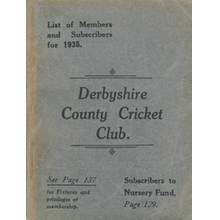 List of Members
and Subscribers
for 1935.
Derbyshire
County Cricket
Club.
See Page 137
for Fixtures and
privileges of
membership.
Subscribers to
Nursery Fund.
Page 129.